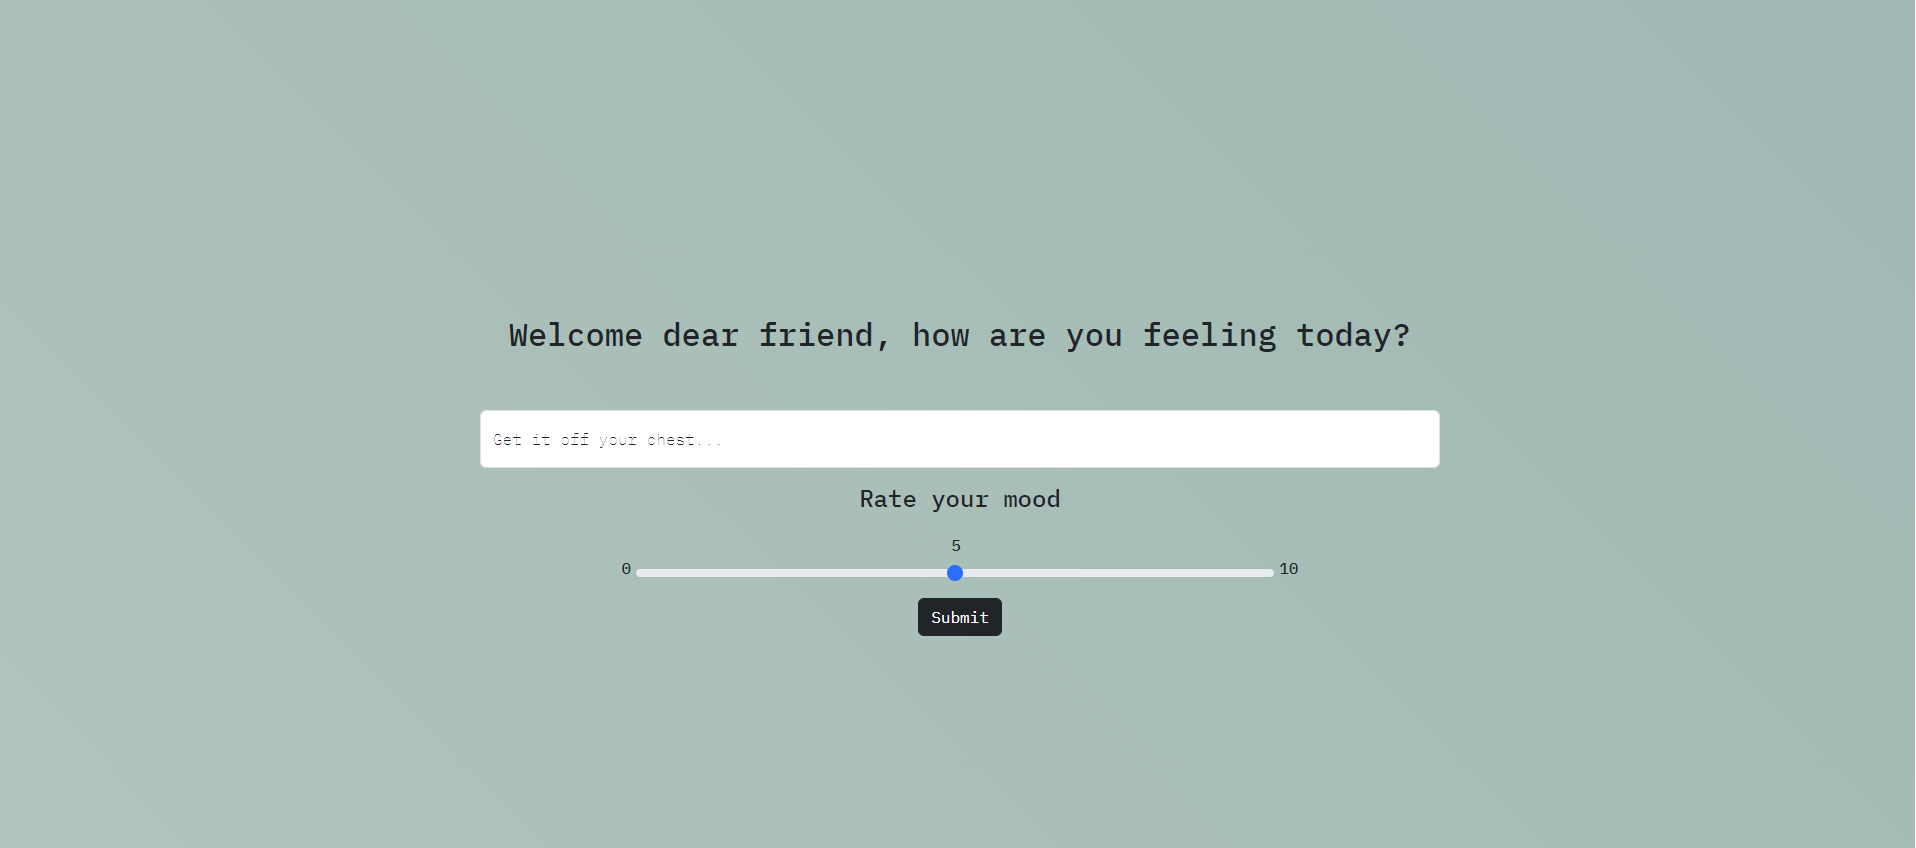 Welcome dear friend, how are you feeling today?
Get it off your chest...
Rate your mood
5
0 10
Submit